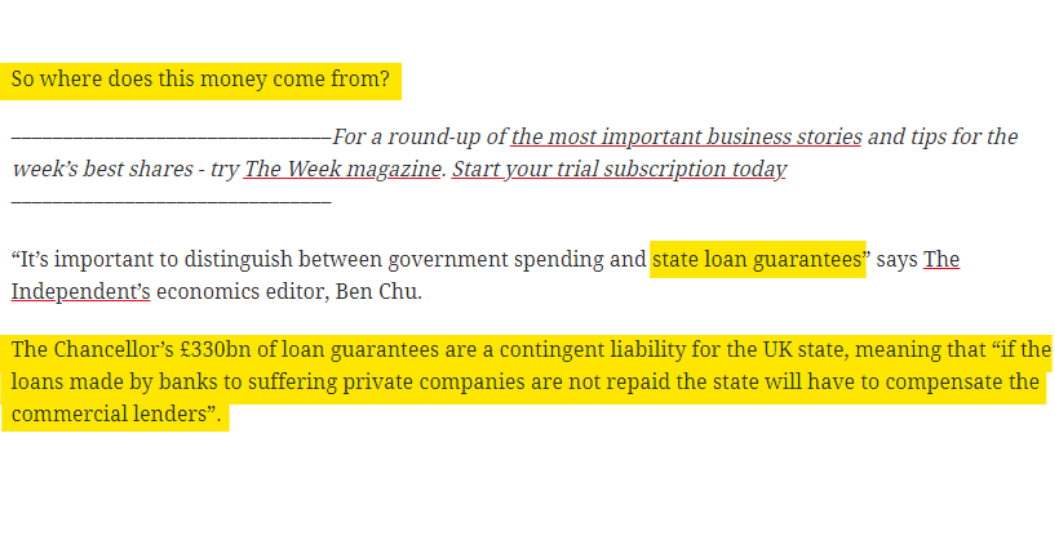 So where does this money come from?
________________________________For a round-up of the most important business stories and tips for the
week’s best shares - try The Week magazine. Start your trial subscription today
________________________________
“It’s important to distinguish between government spending and state loan guarantees” says The
Independent’s economics editor, Ben Chu.
The Chancellor’s £330bn of loan guarantees are a contingent liability for the UK state, meaning that “if the
loans made by banks to suffering private companies are not repaid the state will have to compensate the
commercial lenders”.